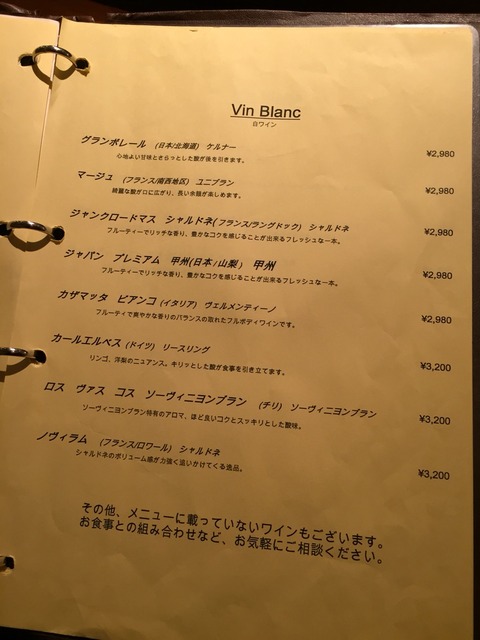 Vin Blanc
白ワイン
グランポレール (日本/北海道) ケルナー ¥2,980
心地よい甘味ときらっとした酸が後を引きます。
マージュ (フランス/南西地区) ユニブラン ¥2,980
綺麗な酸が口に広がり、長い余韻が楽しめます。
ジャンクロードマス シャルドネ(フランス/ラングドック) シャルドネ ¥2,980
フルーティーでリッチな香り、豊かなコクを感じることが出来るフレッシュな一本。
ジャパン プレミアム 甲州(日本/山梨) 甲州 ¥2,980
フルーティーでリッチな香り、豊かなコクを感じることが出来るフレッシュな一本。
カザマッタ ビアンコ(イタリア) ヴェルメンティーノ ¥2,980
フルーティで爽やかな香りのバランスの取れたフルボディワインです。
カールエルベス(ドイツ) リースリング ¥3,200
リンゴ、洋梨のニュアンス。キリっとした酸が食事を引き立てます。
ロス ヴァス コス ソーヴィニヨンブラン (チリ) ソーヴィニヨンブラン ¥3,200
ソーヴィニヨンブラン特有のアロマ、ほど良いコクとスッキリとした酸味。
ノヴィラム (フランス/ロワール) シャルドネ ¥3,200
シャルドネのボリューム感が力強く追いかけてくる逸品。
その他、メニューに載っていないワインもございます。
お食事との組み合わせなど、お気軽にご相談ください。